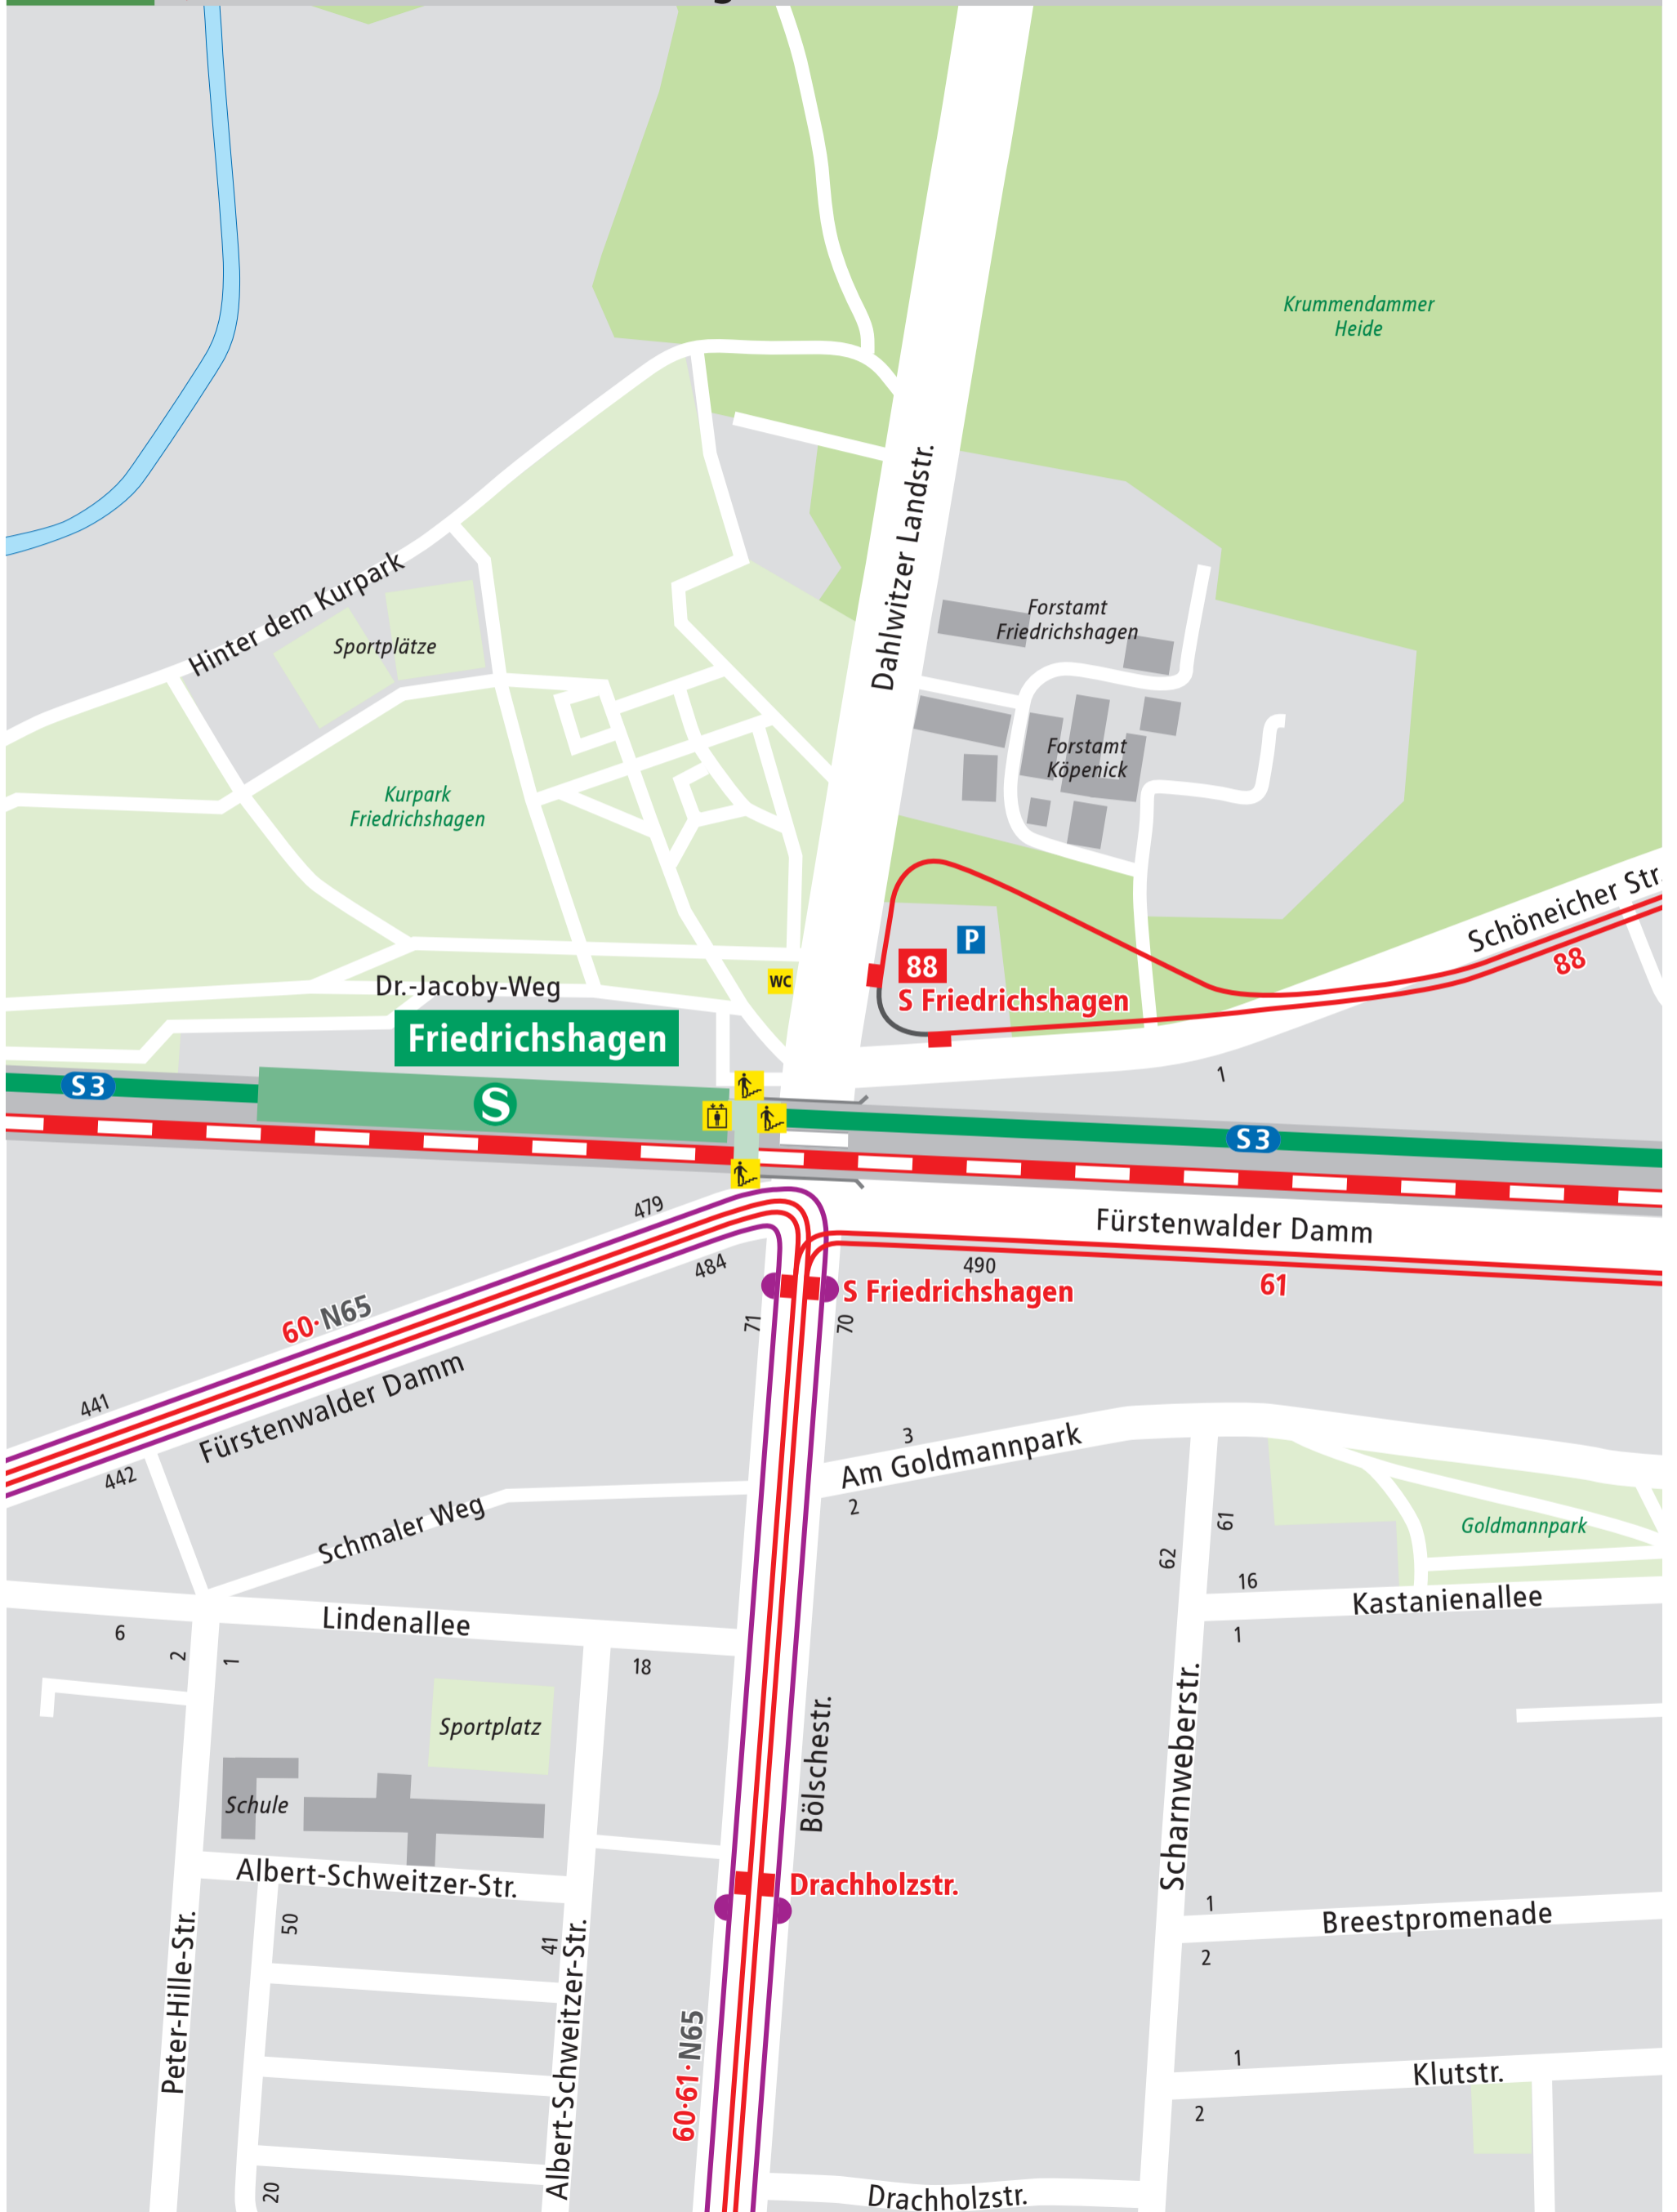 Krummendammer
Heide
Dahlwitzer Landstr.
Hinter dem Kurpark
Sportplätze
Forstamt
Friedrichshagen
Forstamt
Köpenick
Kurpark
Friedrichshagen
Schöneicher Str.
88
P
88
S Friedrichshagen
WC
Dr.-Jacoby-Weg
Friedrichshagen
S3
S
1
S3
479
Fürstenwalder Damm
484
490
61
S Friedrichshagen
71
70
60·N65
441
Fürstenwalder Damm
442
3
Am Goldmannpark
2
Schmaler Weg
61
62
Goldmannpark
16
Kastanienallee
1
Lindenallee
6
2
1
18
Sportplatz
Bölschestr.
Scharnweberstr.
Schule
Albert-Schweitzer-Str.
Drachholzstr.
1
Breestpromenade
2
50
41
Peter-Hille-Str.
Albert-Schweitzer-Str.
60·61·N65
1
Klutstr.
2
20
Drachholzstr.